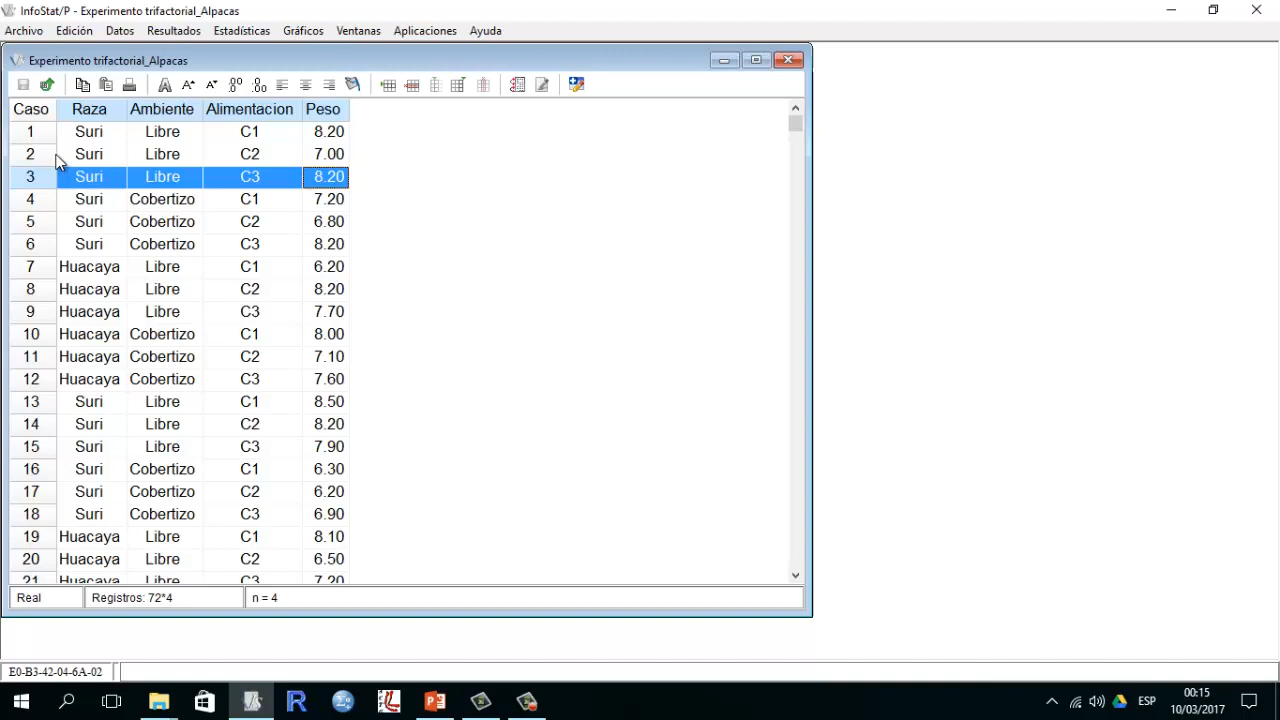 InfoStat/P - Experimento trifactorial_Alpacas
Archivo Edición Datos Resultados Estadísticas Gráficos Ventanas Aplicaciones Ayuda
Experimento trifactorial_Alpacas
Caso Raza Ambiente Alimentacion Peso
1 Suri Libre C1 8.20
2 Suri Libre C2 7.00
3 Suri Libre C3 8.20
4 Suri Cobertizo C1 7.20
5 Suri Cobertizo C2 6.80
6 Suri Cobertizo C3 8.20
7 Huacaya Libre C1 6.20
8 Huacaya Libre C2 8.20
9 Huacaya Libre C3 7.70
10 Huacaya Cobertizo C1 8.00
11 Huacaya Cobertizo C2 7.10
12 Huacaya Cobertizo C3 7.60
13 Suri Libre C1 8.50
14 Suri Libre C2 8.20
15 Suri Libre C3 7.90
16 Suri Cobertizo C1 6.30
17 Suri Cobertizo C2 6.20
18 Suri Cobertizo C3 6.90
19 Huacaya Libre C1 8.10
20 Huacaya Libre C2 6.50
21 Huacaya Libre C3 7.20
Real Registros: 72*4 n = 4
E0-B3-42-04-6A-02
ESP
00:15
10/03/2017